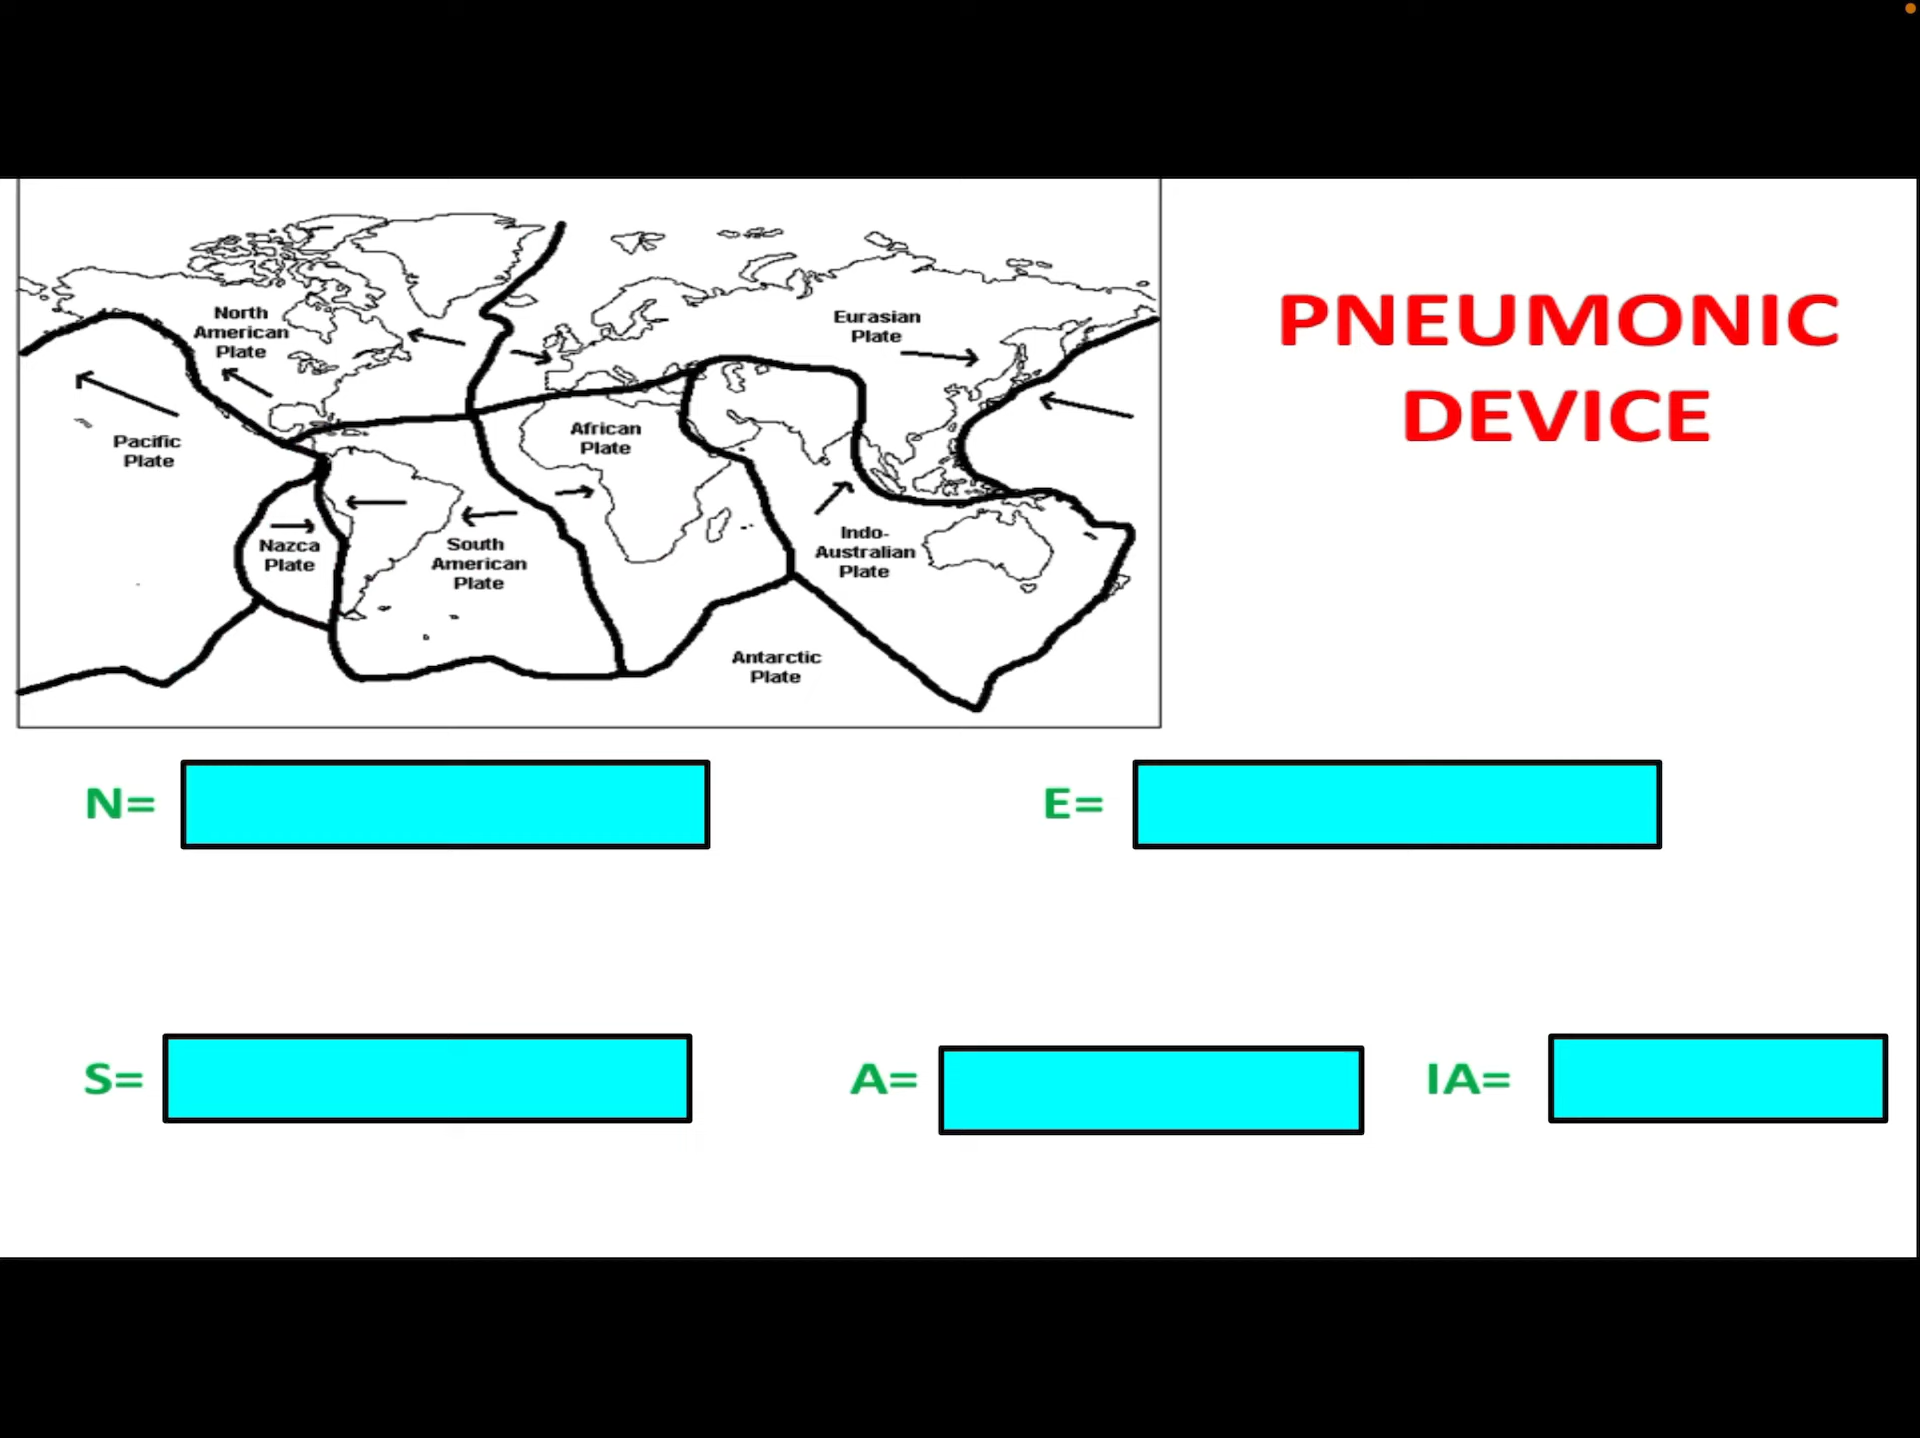 North
American
Plate
Eurasian
Plate
Pacific
Plate
African
Plate
Nazca
Plate
South
American
Plate
Indo-
Australian
Plate
Antarctic
Plate
PNEUMONIC
DEVICE
N=
E=
S=
A=
IA=